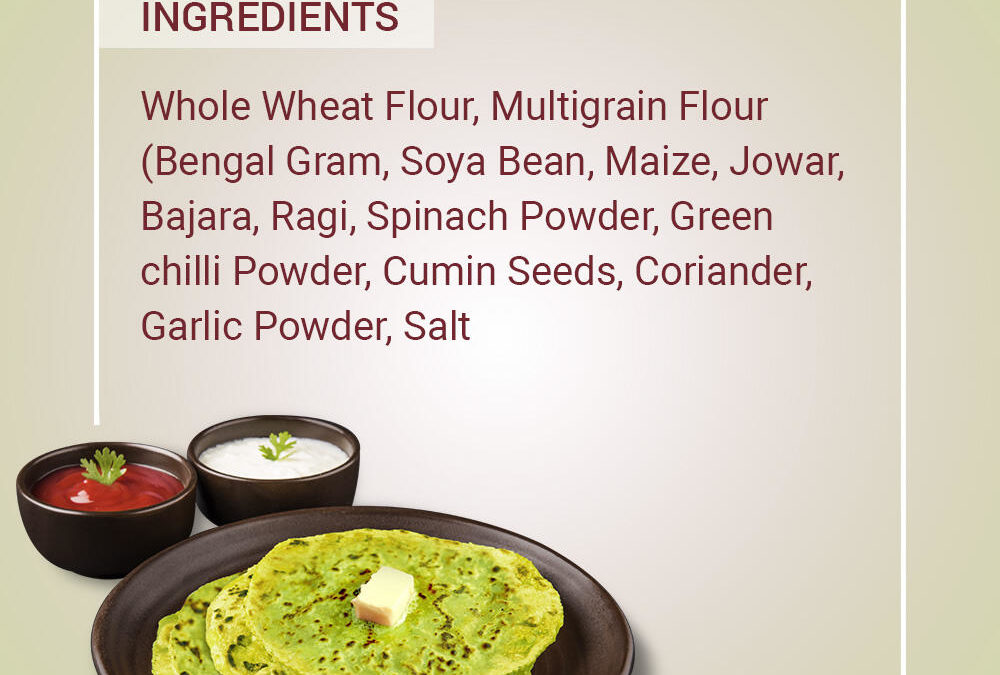 INGREDIENTS
Whole Wheat Flour, Multigrain Flour
(Bengal Gram, Soya Bean, Maize, Jowar,
Bajara, Ragi, Spinach Powder, Green
chilli Powder, Cumin Seeds, Coriander,
Garlic Powder, Salt